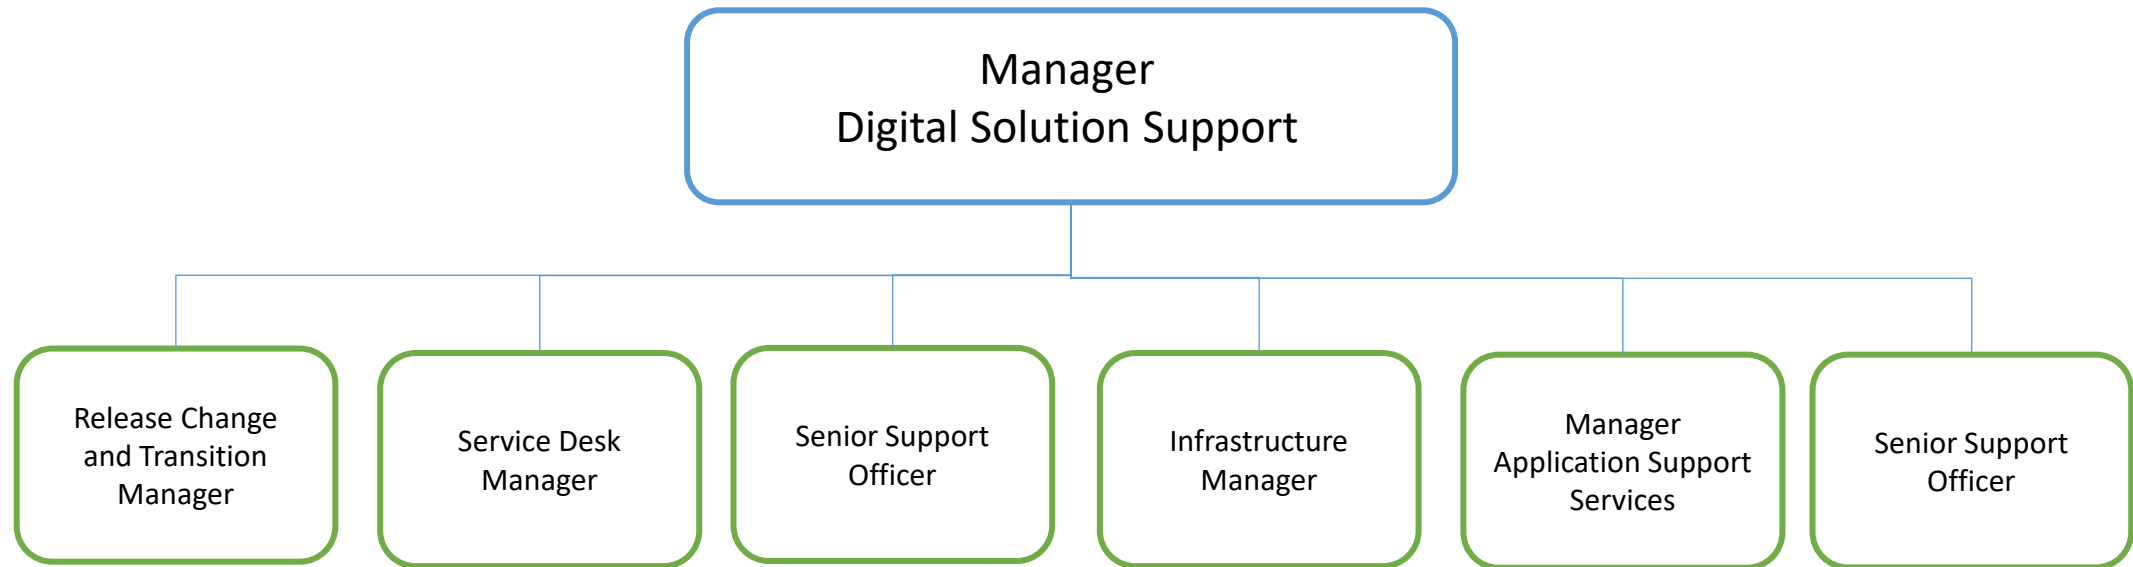 Manager
Digital Solution Support
Release Change
and Transition
Manager
Service Desk
Manager
Senior Support
Officer
Infrastructure
Manager
Manager
Application Support
Services
Senior Support
Officer